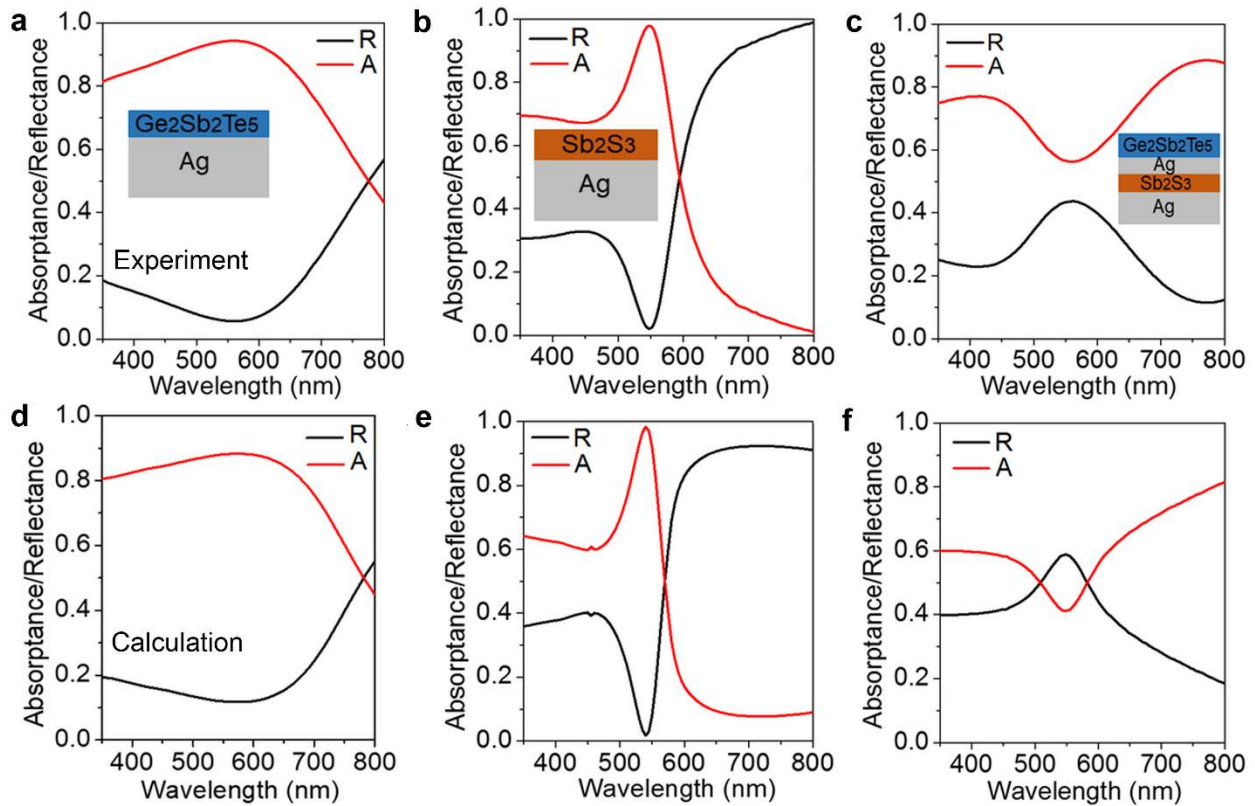 a
R
A
Ge2Sb2Te5
Ag
Experiment
Absorptance/Reflectance
1.0
0.8
0.6
0.4
0.2
0.0
400 500 600 700 800
Wavelength (nm)
b
R
A
Sb2S3
Ag
Absorptance/Reflectance
1.0
0.8
0.6
0.4
0.2
0.0
400 500 600 700 800
Wavelength (nm)
c
R
A
Ge2Sb2Te5
Ag
Sb2S3
Ag
Absorptance/Reflectance
1.0
0.8
0.6
0.4
0.2
0.0
400 500 600 700 800
Wavelength (nm)
d
R
A
Calculation
Absorptance/Reflectance
1.0
0.8
0.6
0.4
0.2
0.0
400 500 600 700 800
Wavelength (nm)
e
R
A
Absorptance/Reflectance
1.0
0.8
0.6
0.4
0.2
0.0
400 500 600 700 800
Wavelength (nm)
f
R
A
Absorptance/Reflectance
1.0
0.8
0.6
0.4
0.2
0.0
400 500 600 700 800
Wavelength (nm)